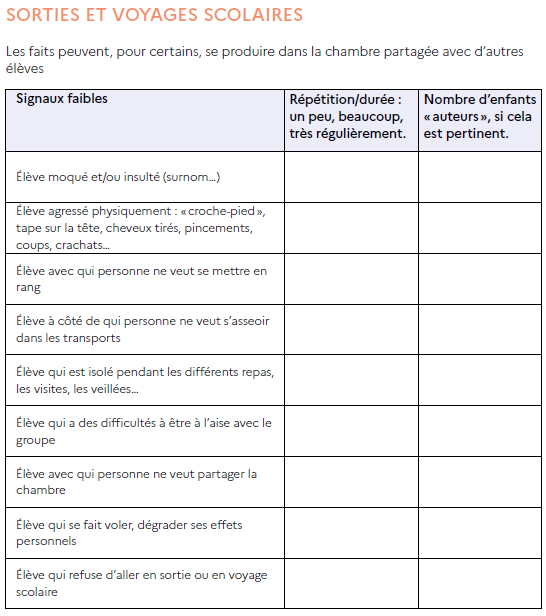 SORTIES ET VOYAGES SCOLAIRES
Les faits peuvent, pour certains, se produire dans la chambre partagée avec d’autres
élèves
Signaux faibles
Répétition/durée :
un peu, beaucoup,
très régulièrement.
Nombre d’enfants
«auteurs», si cela
est pertinent.
Élève moqué et/ou insulté (surnom…)
Élève agressé physiquement : «croche-pied»,
tape sur la tête, cheveux tirés, pincements,
coups, crachats…
Élève avec qui personne ne veut se mettre en
rang
Élève à côté de qui personne ne veut s’asseoir
dans les transports
Élève qui est isolé pendant les différents repas,
les visites, les veillées…
Élève qui a des difficultés à être à l’aise avec le
groupe
Élève avec qui personne ne veut partager la
chambre
Élève qui se fait voler, dégrader ses effets
personnels
Élève qui refuse d’aller en sortie ou en voyage
scolaire